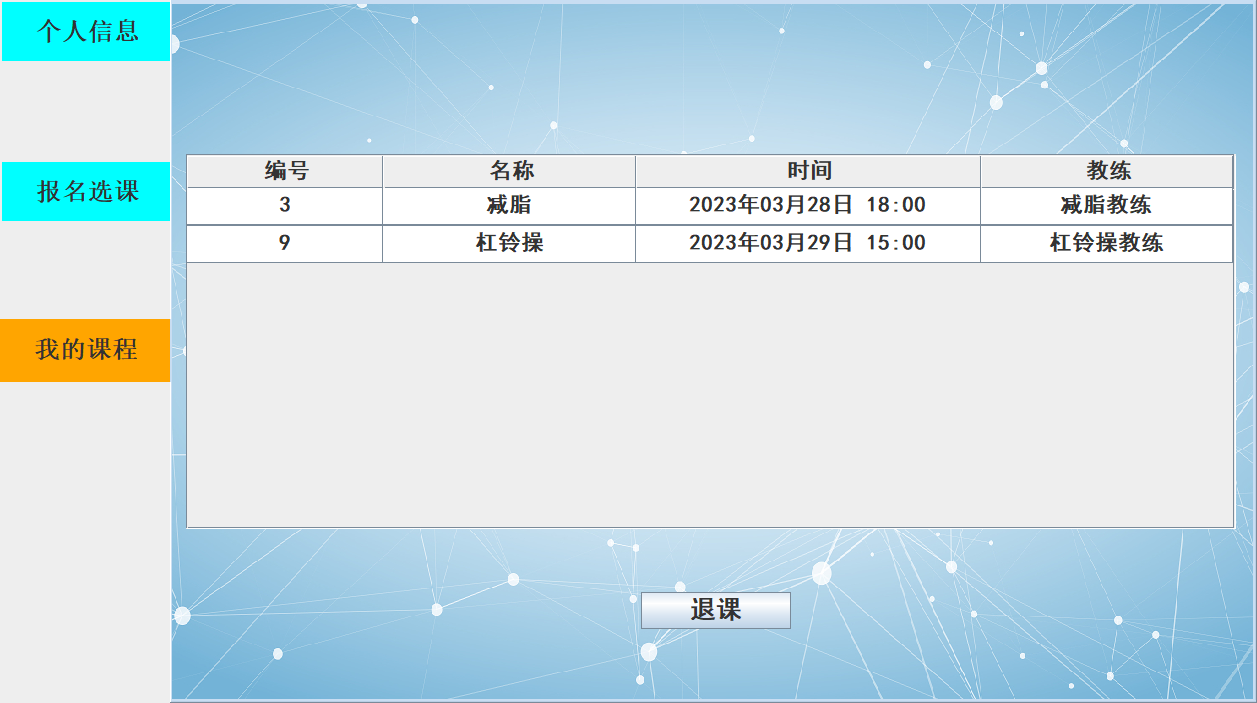 个人信息
报名选课
我的课程
编号 名称 时间 教练
3 减脂 2023年03月28日 18:00 减脂教练
9 杠铃操 2023年03月29日 15:00 杠铃操教练
退课